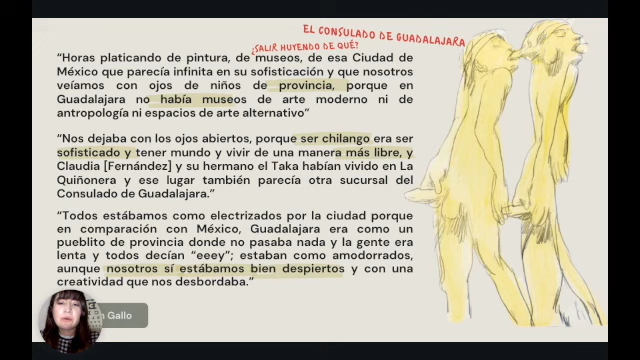 EL CONSULADO DE GUADALAJARA
¿SALIR HUYENDO DE QUÉ?
“Horas platicando de pintura, de museos, de esa Ciudad de
México que parecía infinita en su sofisticación y que nosotros
veíamos con ojos de niños de provincia, porque en
Guadalajara no había museos de arte moderno ni de
antropología ni espacios de arte alternativo”
“Nos dejaba con los ojos abiertos, porque ser chilango era ser
sofisticado y tener mundo y vivir de una manera más libre, y
Claudia [Fernández] y su hermano el Taka habían vivido en La
Quiñonera y ese lugar también parecía otra sucursal del
Consulado de Guadalajara.”
“Todos estábamos como electrizados por la ciudad porque
en comparación con México, Guadalajara era como un
pueblito de provincia donde no pasaba nada y la gente era
lenta y todos decían “eeey”; estaban como amodorrados,
aunque nosotros sí estábamos bien despiertos y con una
creatividad que nos desbordaba.”
Gallo